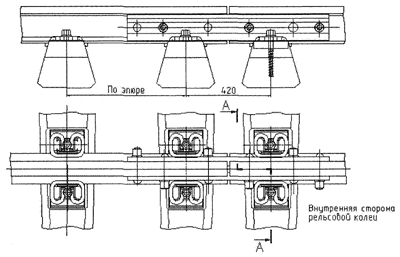 По эпюре
420
А
Внутренняя сторона
рельсовой колеи
А